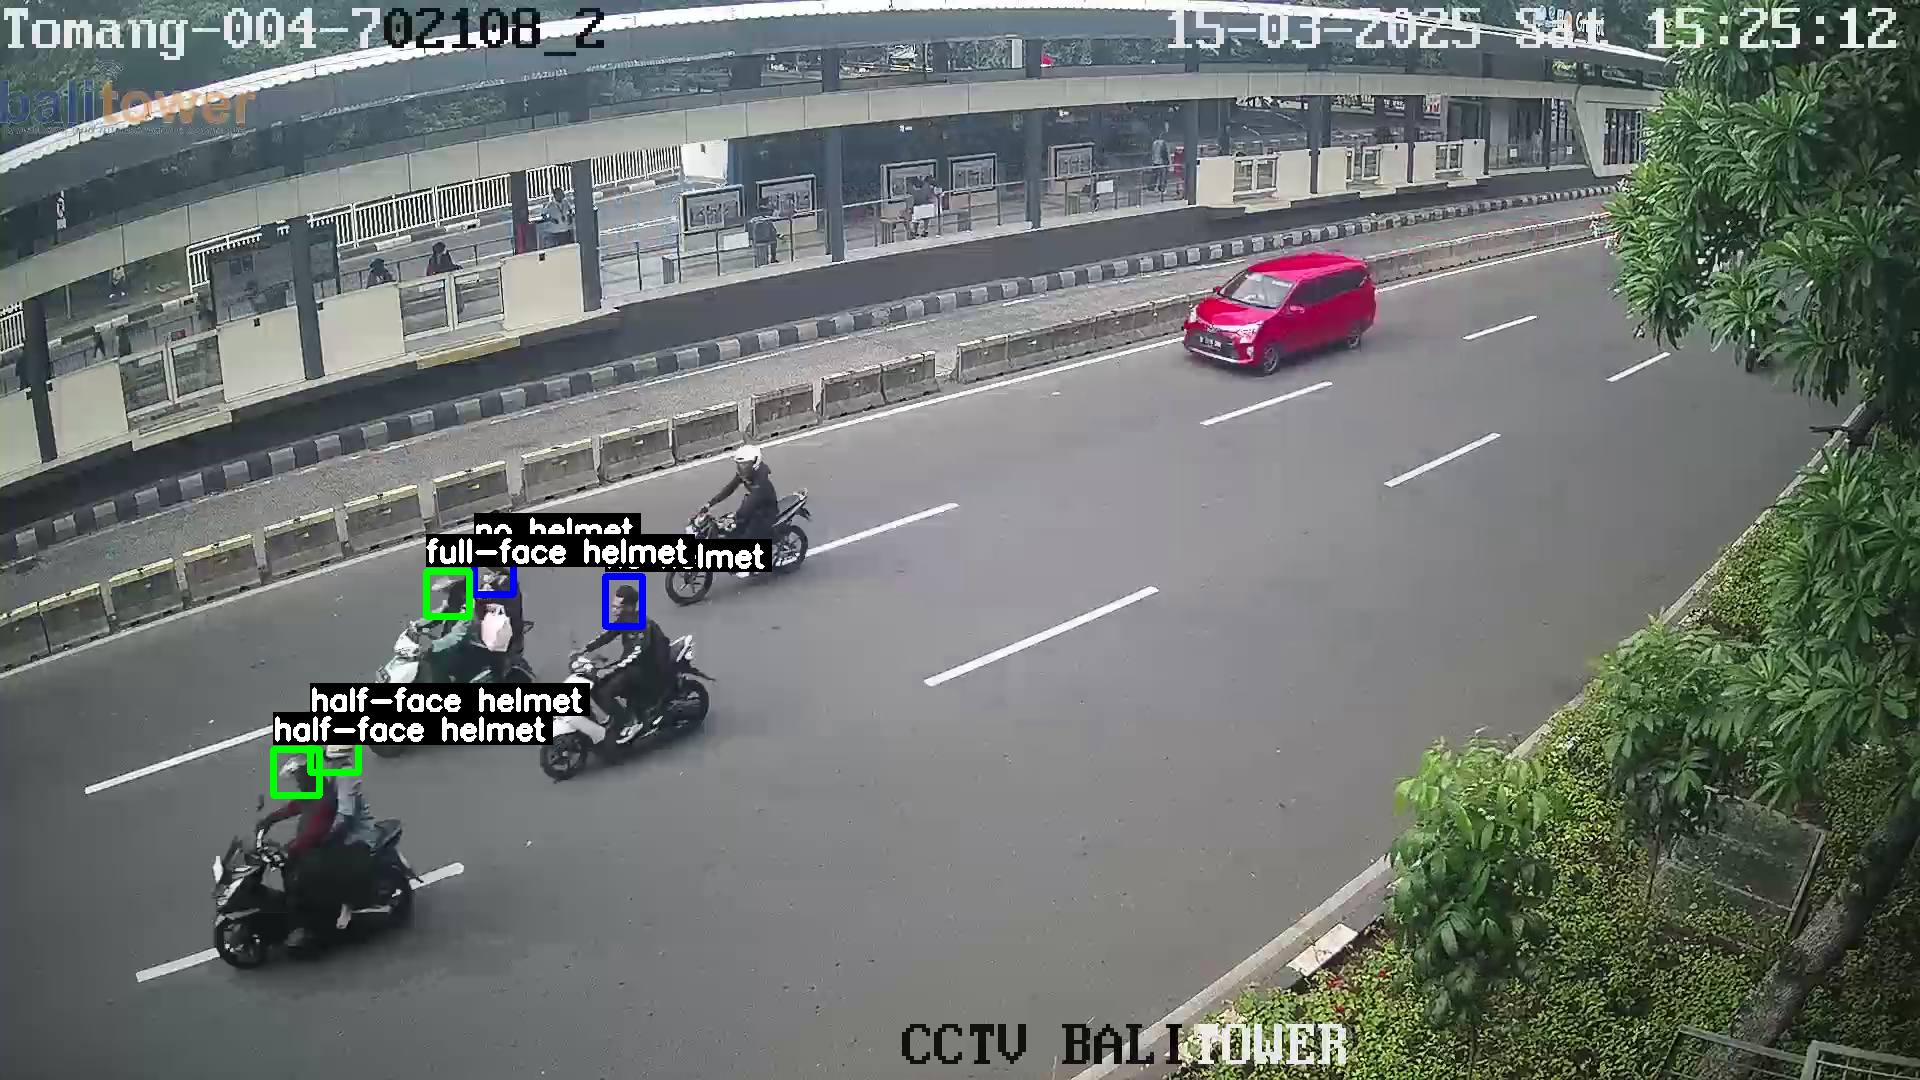 Tomang-004-702108_2
15-03-2025 Sat 15:25:12
balitower
no helmet
full-face helmet
lmet
half-face helmet
half-face helmet
CCTV BALITOWER